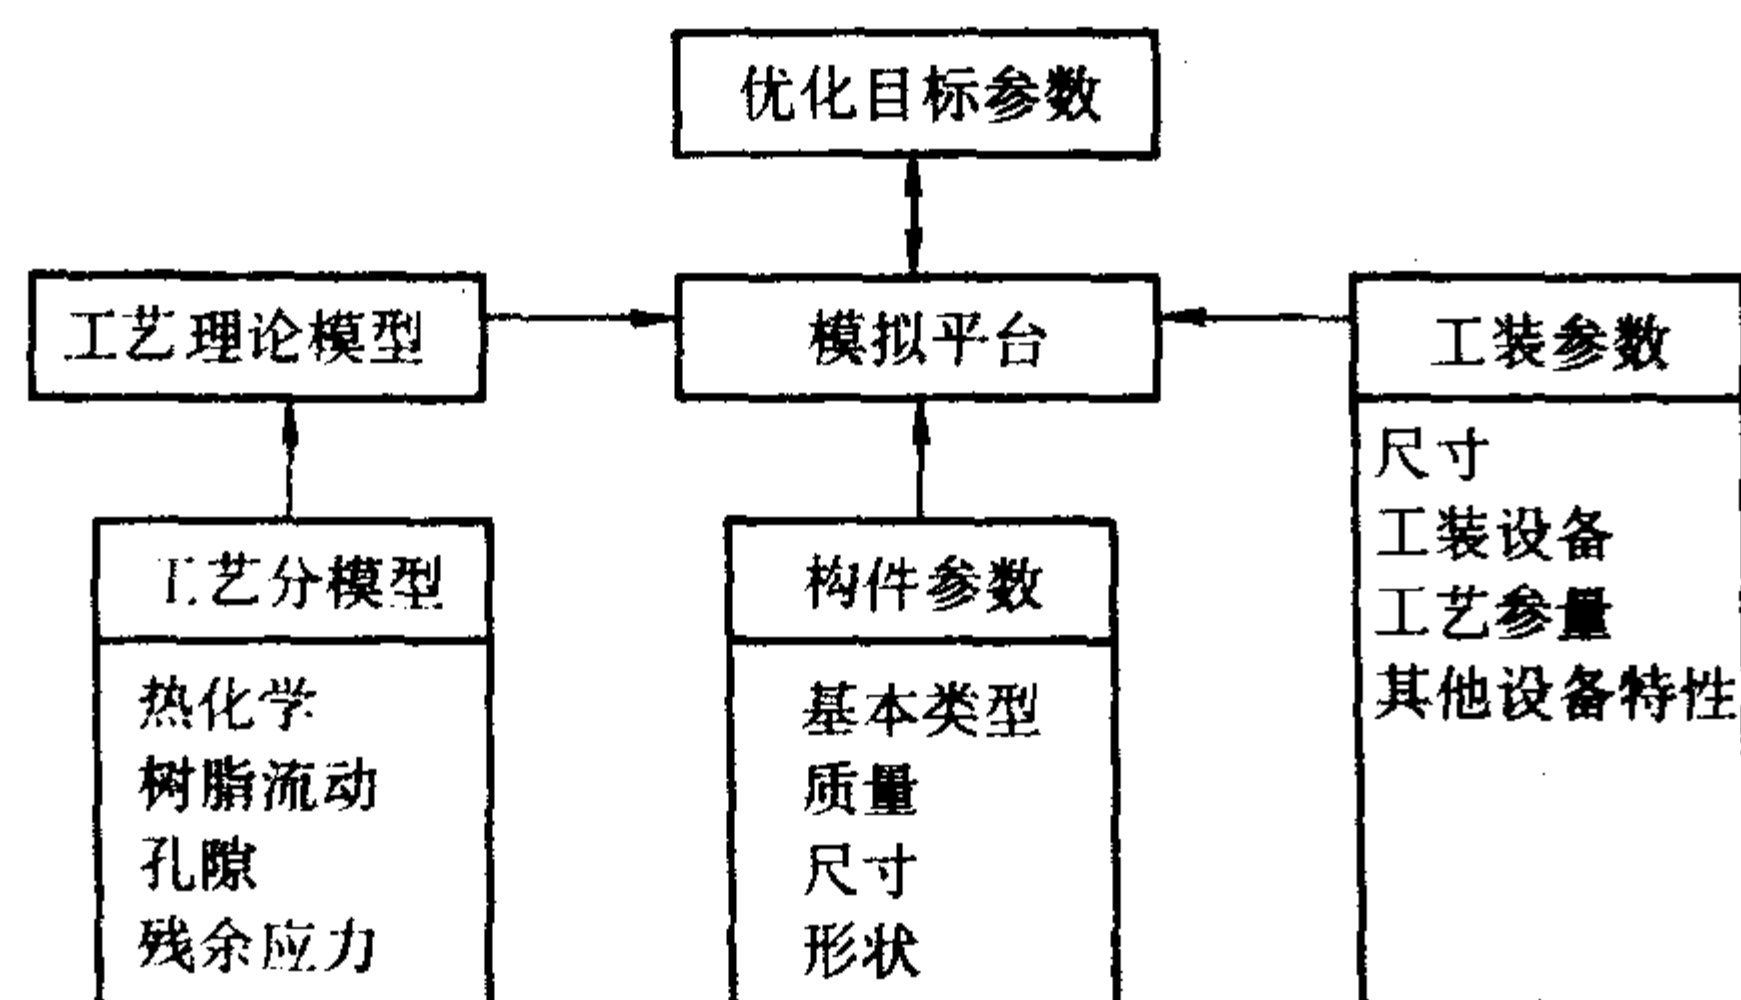 优化目标参数
工艺理论模型
模拟平台
工装参数
尺寸
工装设备
工艺参量
其他设备特性
工艺分模型
热化学
树脂流动
孔隙
残余应力
构件参数
基本类型
质量
尺寸
形状